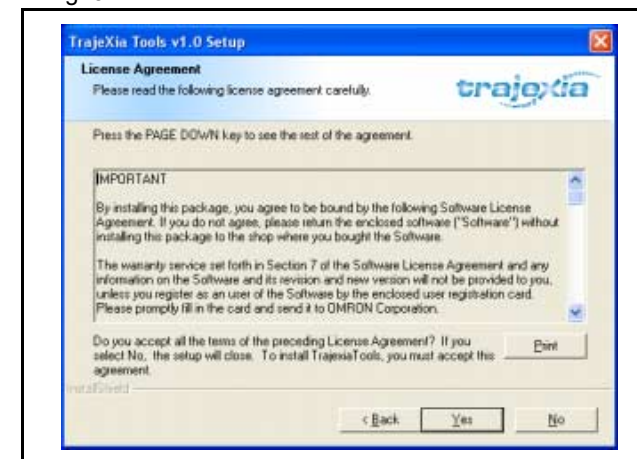 TrajeXia Tools v1.0 Setup
License Agreement
Please read the following license agreement carefully.
trajexia
Press the PAGE DOWN key to see the rest of the agreement.
IMPORTANT
By installing this package, you agree to be bound by the following Software License
Agreement. If you do not agree, please return the enclosed software ("Software") without
installing this package to the shop where you bought the Software.
The warranty service set forth in Section 7 of the Software License Agreement and any
information on the Software and its revision and new version will not be provided to you,
unless you register as an user of the Software by the enclosed user registration card.
Please promptly fill in the card and send it to OMRON Corporation.
Do you accept all the terms of the preceding License Agreement? If you
select No, the setup will close. To install TrajexiaTools, you must accept this
agreement.
Print
InstallShield
< Back
Yes
No